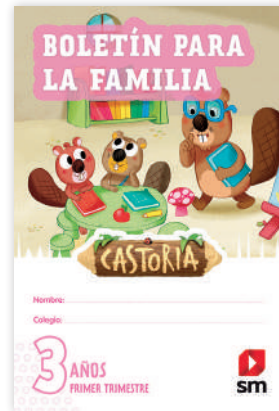 BOLETÍN PARA
LA FAMILIA
CASTORIA
Nombre:
Colegio:
3 AÑOS
PRIMER TRIMESTRE
sm